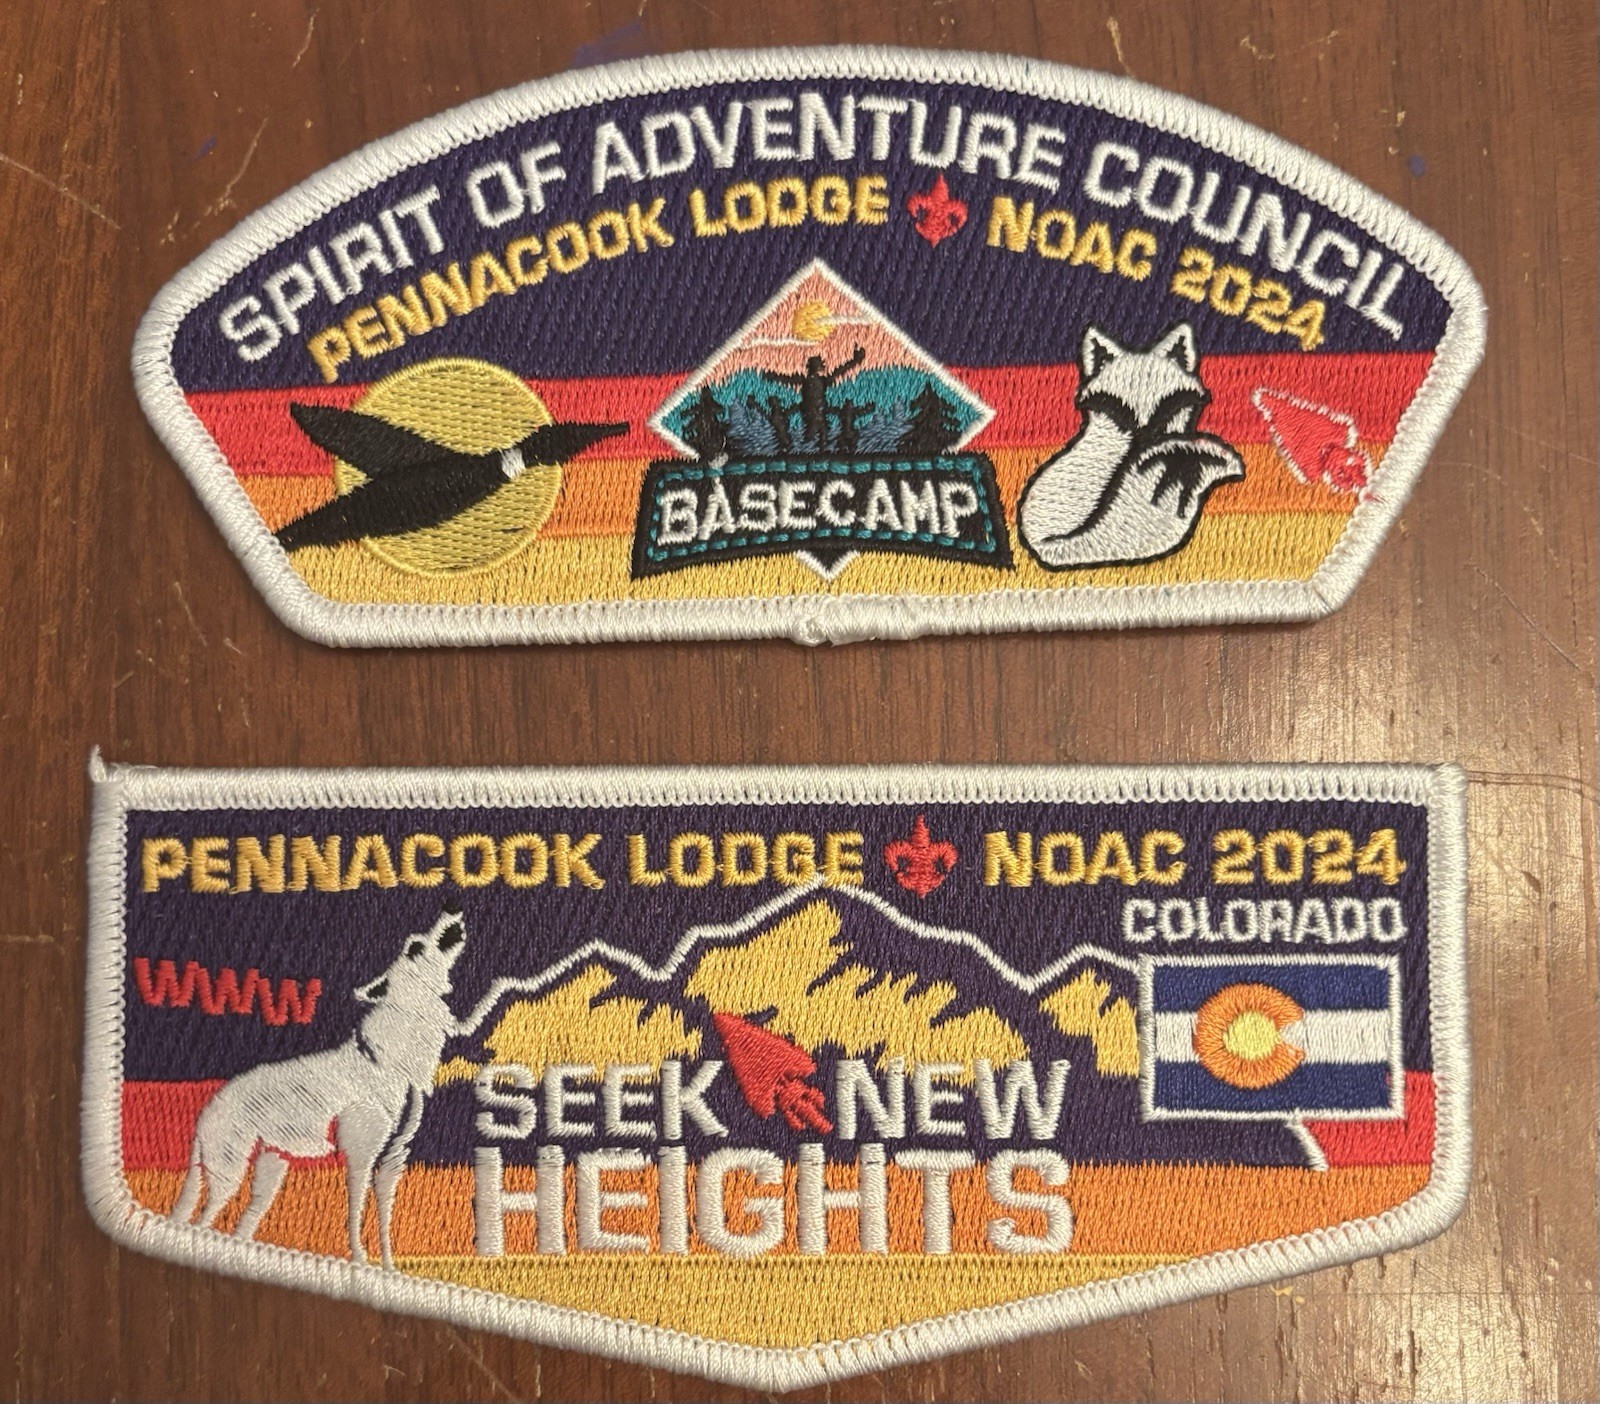 SPIRIT OF ADVENTURE COUNCIL
PENNACOOK LODGE NOAC 2024
BASECAMP
PENNACOOK LODGE NOAC 2024
COLORADO
WWW
SEEK NEW
HEIGHTS